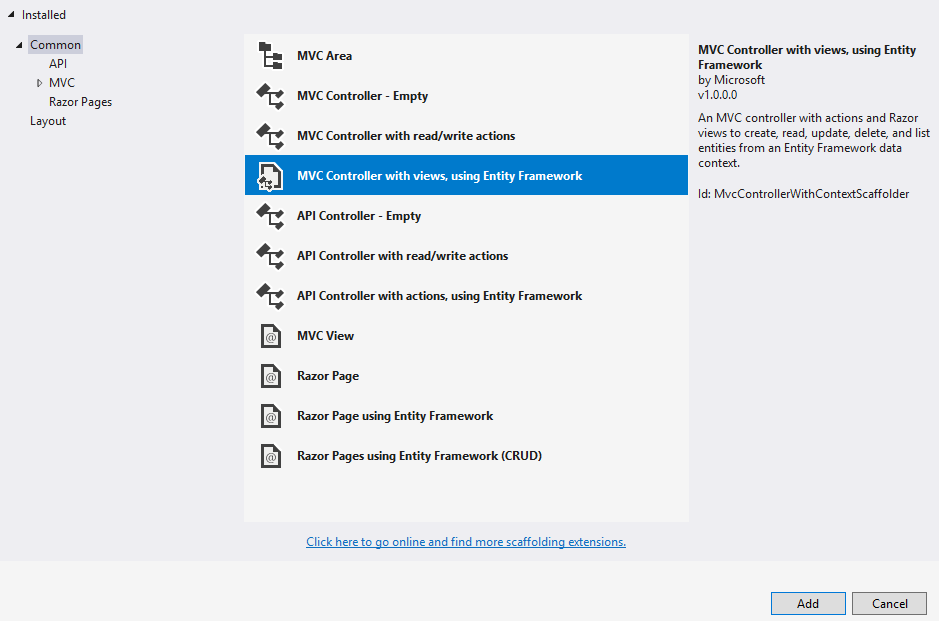 Installed
Common
API
MVC
Razor Pages
Layout
MVC Area
MVC Controller - Empty
MVC Controller with read/write actions
MVC Controller with views, using Entity Framework
API Controller - Empty
API Controller with read/write actions
API Controller with actions, using Entity Framework
MVC View
Razor Page
Razor Page using Entity Framework
Razor Pages using Entity Framework (CRUD)
Click here to go online and find more scaffolding extensions.
MVC Controller with views, using Entity
Framework
by Microsoft
v1.0.0.0
An MVC controller with actions and Razor
views to create, read, update, delete, and list
entities from an Entity Framework data
context.
Id: MvcControllerWithContextScaffolder
Add
Cancel